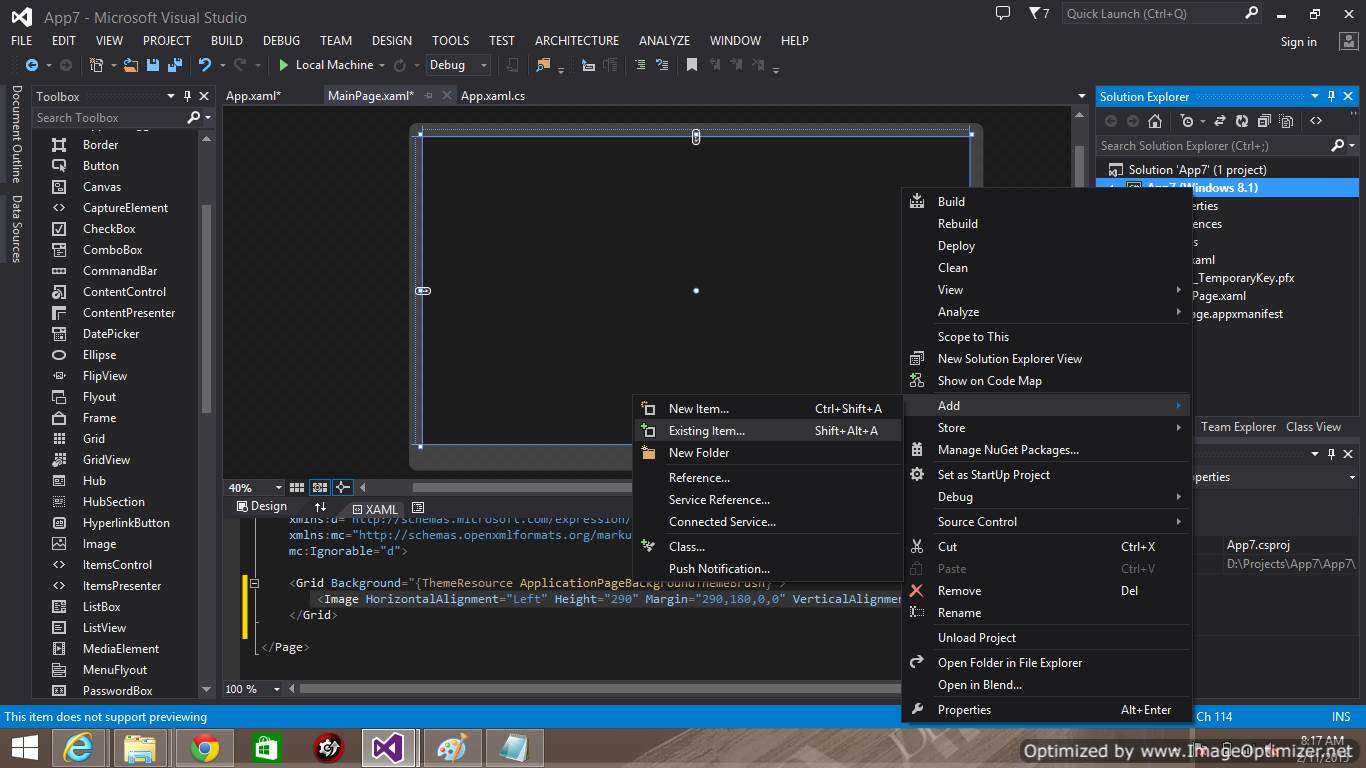 App7 - Microsoft Visual Studio
7
Quick Launch (Ctrl+Q)
FILE EDIT VIEW PROJECT BUILD DEBUG TEAM DESIGN TOOLS TEST ARCHITECTURE ANALYZE WINDOW HELP
Sign in
Local Machine
Debug
Document Outline
Data Sources
Toolbox
Search Toolbox
Border
Button
Canvas
CaptureElement
CheckBox
ComboBox
CommandBar
ContentControl
ContentPresenter
DatePicker
Ellipse
FlipView
Flyout
Frame
Grid
GridView
Hub
HubSection
HyperlinkButton
Image
ItemsControl
ItemsPresenter
ListBox
ListView
MediaElement
MenuFlyout
PasswordBox
App.xaml*
MainPage.xaml*
App.xaml.cs
40%
Design
XAML
xmlns:d="http://schemas.microsoft.com/expression/
xmlns:mc="http://schemas.openxmlformats.org/marku
mc:Ignorable="d">
<Grid Background="{ThemeResource ApplicationPageBackgroundThemeBrush}">
<Image HorizontalAlignment="Left" Height="290" Margin="290,180,0,0" VerticalAlignmen
</Grid>
</Page>
100 %
New Item... Ctrl+Shift+A
Existing Item... Shift+Alt+A
New Folder
Reference...
Service Reference...
Connected Service...
Class...
Push Notification...
Build
Rebuild
Deploy
Clean
View
Analyze
Scope to This
New Solution Explorer View
Show on Code Map
Add
Store
Manage NuGet Packages...
Set as StartUp Project
Debug
Source Control
Cut Ctrl+X
Paste Ctrl+V
Remove Del
Rename
Unload Project
Open Folder in File Explorer
Open in Blend...
Properties Alt+Enter
Solution Explorer
Search Solution Explorer (Ctrl+;)
Solution 'App7' (1 project)
App7 (Windows 8.1)
erties
ences
s
xaml
_TemporaryKey.pfx
Page.xaml
age.appxmanifest
Team Explorer
Class View
operties
App7.csproj
D:\Projects\App7\App7\
This item does not support previewing
Ch 114
INS
8:17 AM
2/11/2015
Optimized by www.ImageOptimizer.net